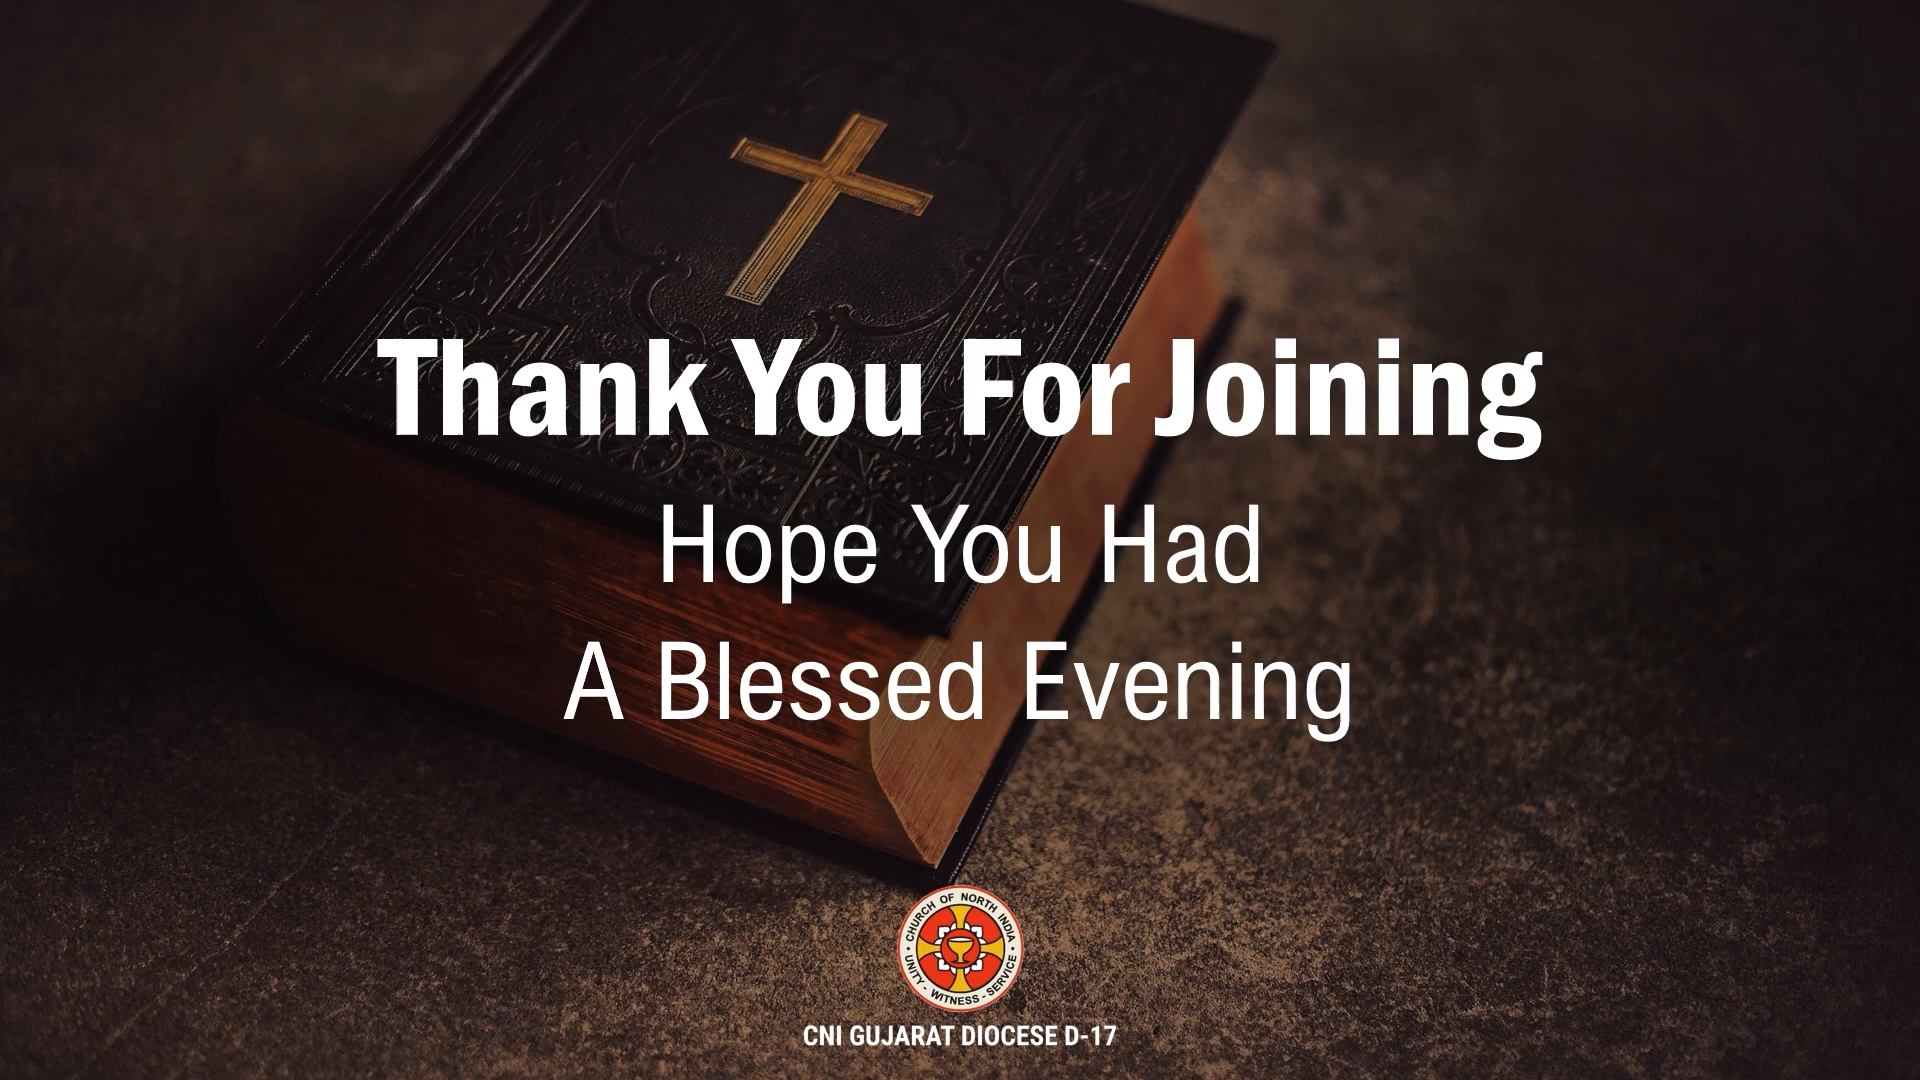 Thank You For Joining
Hope You Had
A Blessed Evening
CHURCH OF NORTH INDIA
UNITY - WITNESS - SERVICE
CNI GUJARAT DIOCESE D-17